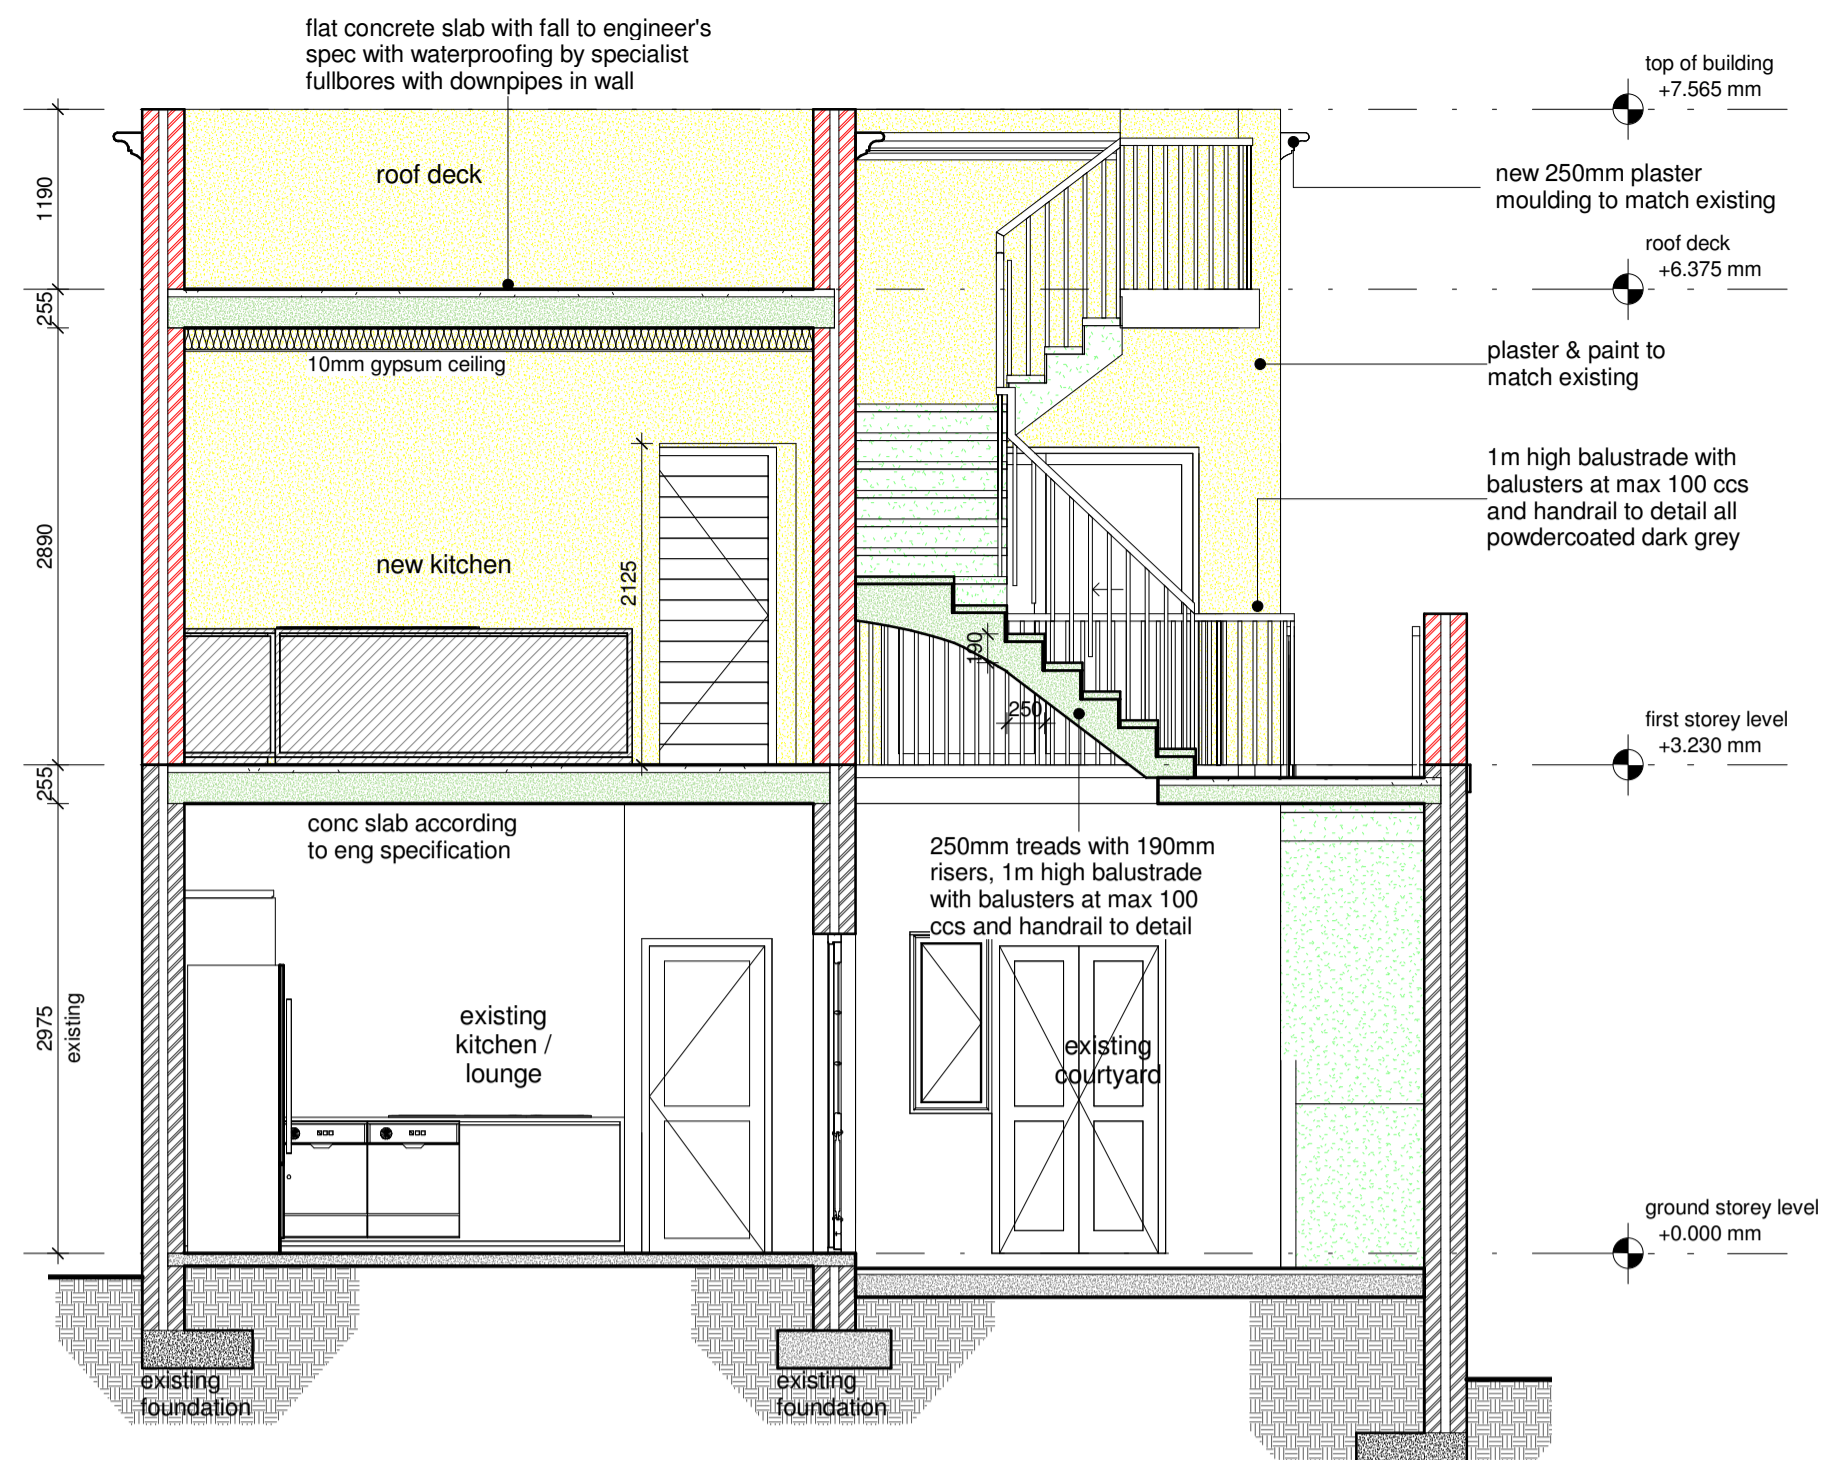 flat concrete slab with fall to engineer's
spec with waterproofing by specialist
fullbores with downpipes in wall
top of building
+7.565 mm
roof deck
new 250mm plaster
moulding to match existing
1190
roof deck
+6.375 mm
255
10mm gypsum ceiling
plaster & paint to
match existing
1m high balustrade with
balusters at max 100 ccs
and handrail to detail all
powdercoated dark grey
2890
new kitchen
2125
190
250
first storey level
+3.230 mm
255
conc slab according
to eng specification
250mm treads with 190mm
risers, 1m high balustrade
with balusters at max 100
ccs and handrail to detail
2975
existing
existing
kitchen /
lounge
existing
courtyard
ground storey level
+0.000 mm
existing
foundation
existing
foundation